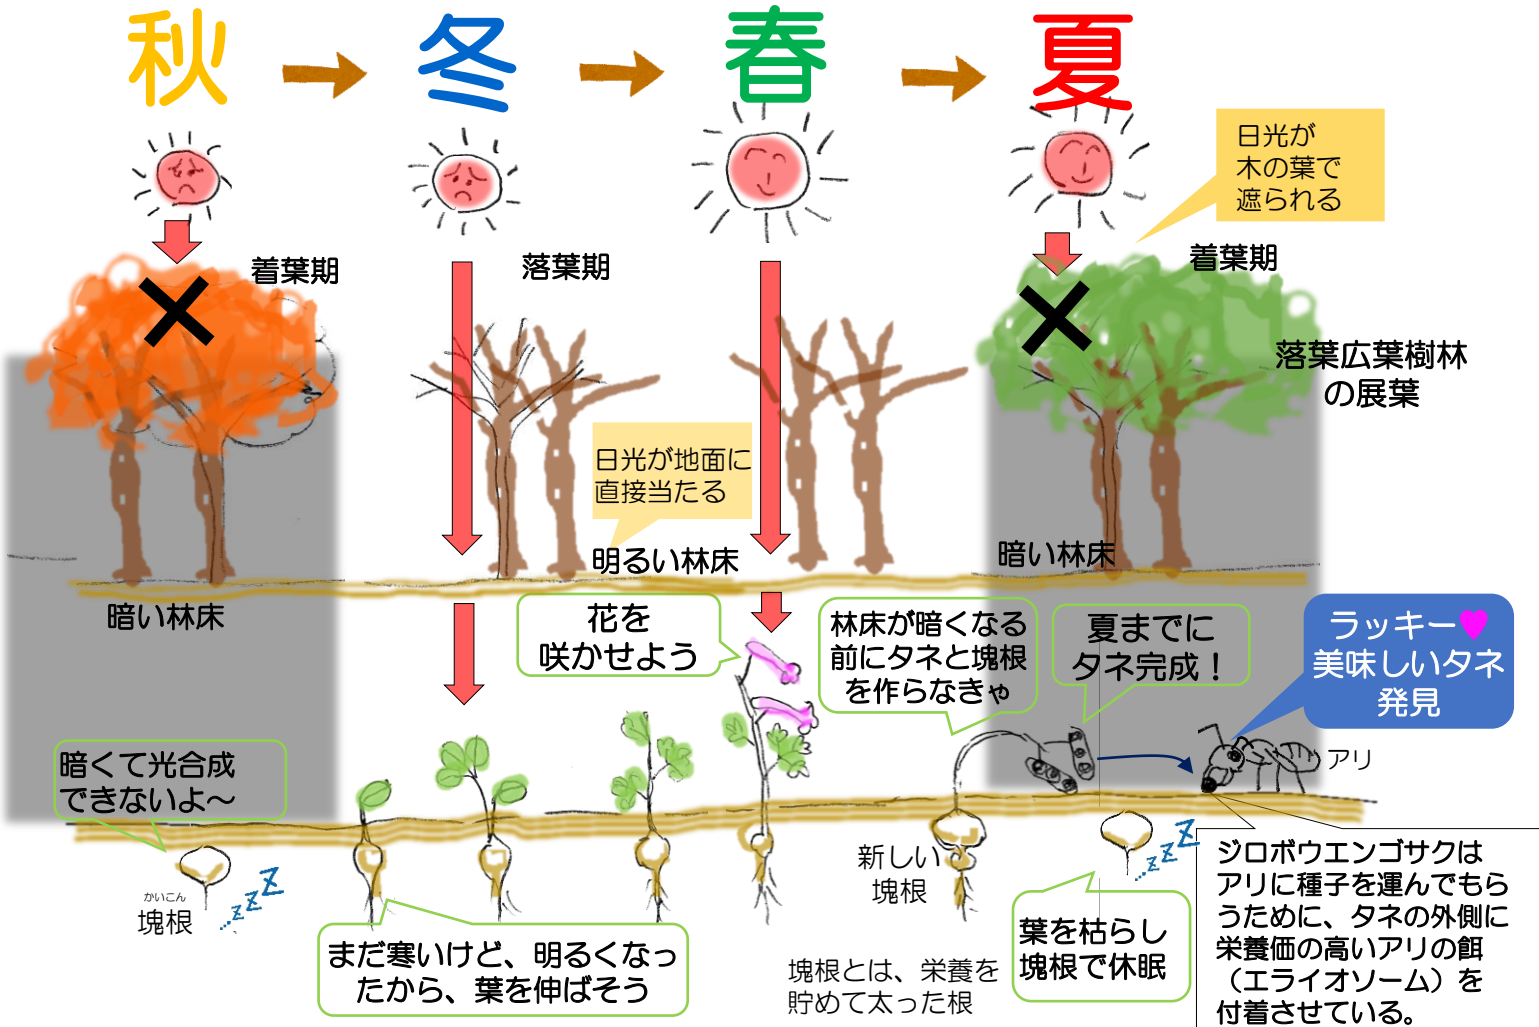 秋
冬
春
夏
日光が
木の葉で
遮られる
着葉期
落葉期
着葉期
落葉広葉樹林
の展葉
日光が地面に
直接当たる
明るい林床
暗い林床
暗い林床
花を
咲かせよう
林床が暗くなる
前にタネと塊根
を作らなきゃ
夏までに
タネ完成！
ラッキー♥
美味しいタネ
発見
アリ
暗くて光合成
できないよ～
かいこん
塊根
zzZ
まだ寒いけど、明るくなっ
たから、葉を伸ばそう
新しい
塊根
塊根とは、栄養を
貯めて太った根
zzZ
葉を枯らし
塊根で休眠
ジロボウエンゴサクは
アリに種子を運んでもら
うために、タネの外側に
栄養価の高いアリの餌
（エライオソーム）を
付着させている。